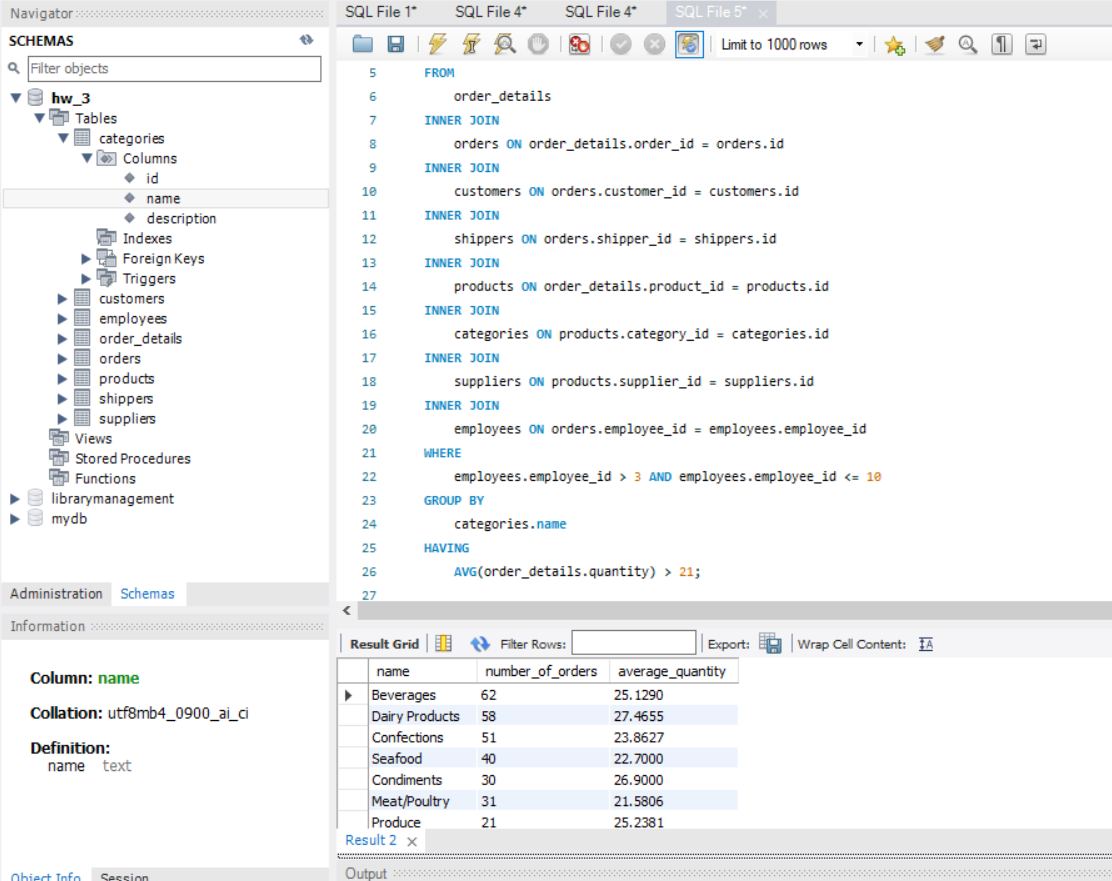 Navigator
SCHEMAS
Filter objects
hw_3
Tables
categories
Columns
id
name
description
Indexes
Foreign Keys
Triggers
customers
employees
order_details
orders
products
shippers
suppliers
Views
Stored Procedures
Functions
librarymanagement
mydb
Administration Schemas
Information
Column: name
Collation: utf8mb4_0900_ai_ci
Definition:
name text
Object Info Session
SQL File 1* SQL File 4* SQL File 4* SQL File 5*
Limit to 1000 rows
5 FROM
6 order_details
7 INNER JOIN
8 orders ON order_details.order_id = orders.id
9 INNER JOIN
10 customers ON orders.customer_id = customers.id
11 INNER JOIN
12 shippers ON orders.shipper_id = shippers.id
13 INNER JOIN
14 products ON order_details.product_id = products.id
15 INNER JOIN
16 categories ON products.category_id = categories.id
17 INNER JOIN
18 suppliers ON products.supplier_id = suppliers.id
19 INNER JOIN
20 employees ON orders.employee_id = employees.employee_id
21 WHERE
22 employees.employee_id > 3 AND employees.employee_id <= 10
23 GROUP BY
24 categories.name
25 HAVING
26 AVG(order_details.quantity) > 21;
27
Result Grid Filter Rows: Export: Wrap Cell Content:
name number_of_orders average_quantity
Beverages 62 25.1290
Dairy Products 58 27.4655
Confections 51 23.8627
Seafood 40 22.7000
Condiments 30 26.9000
Meat/Poultry 31 21.5806
Produce 21 25.2381
Result 2
Output